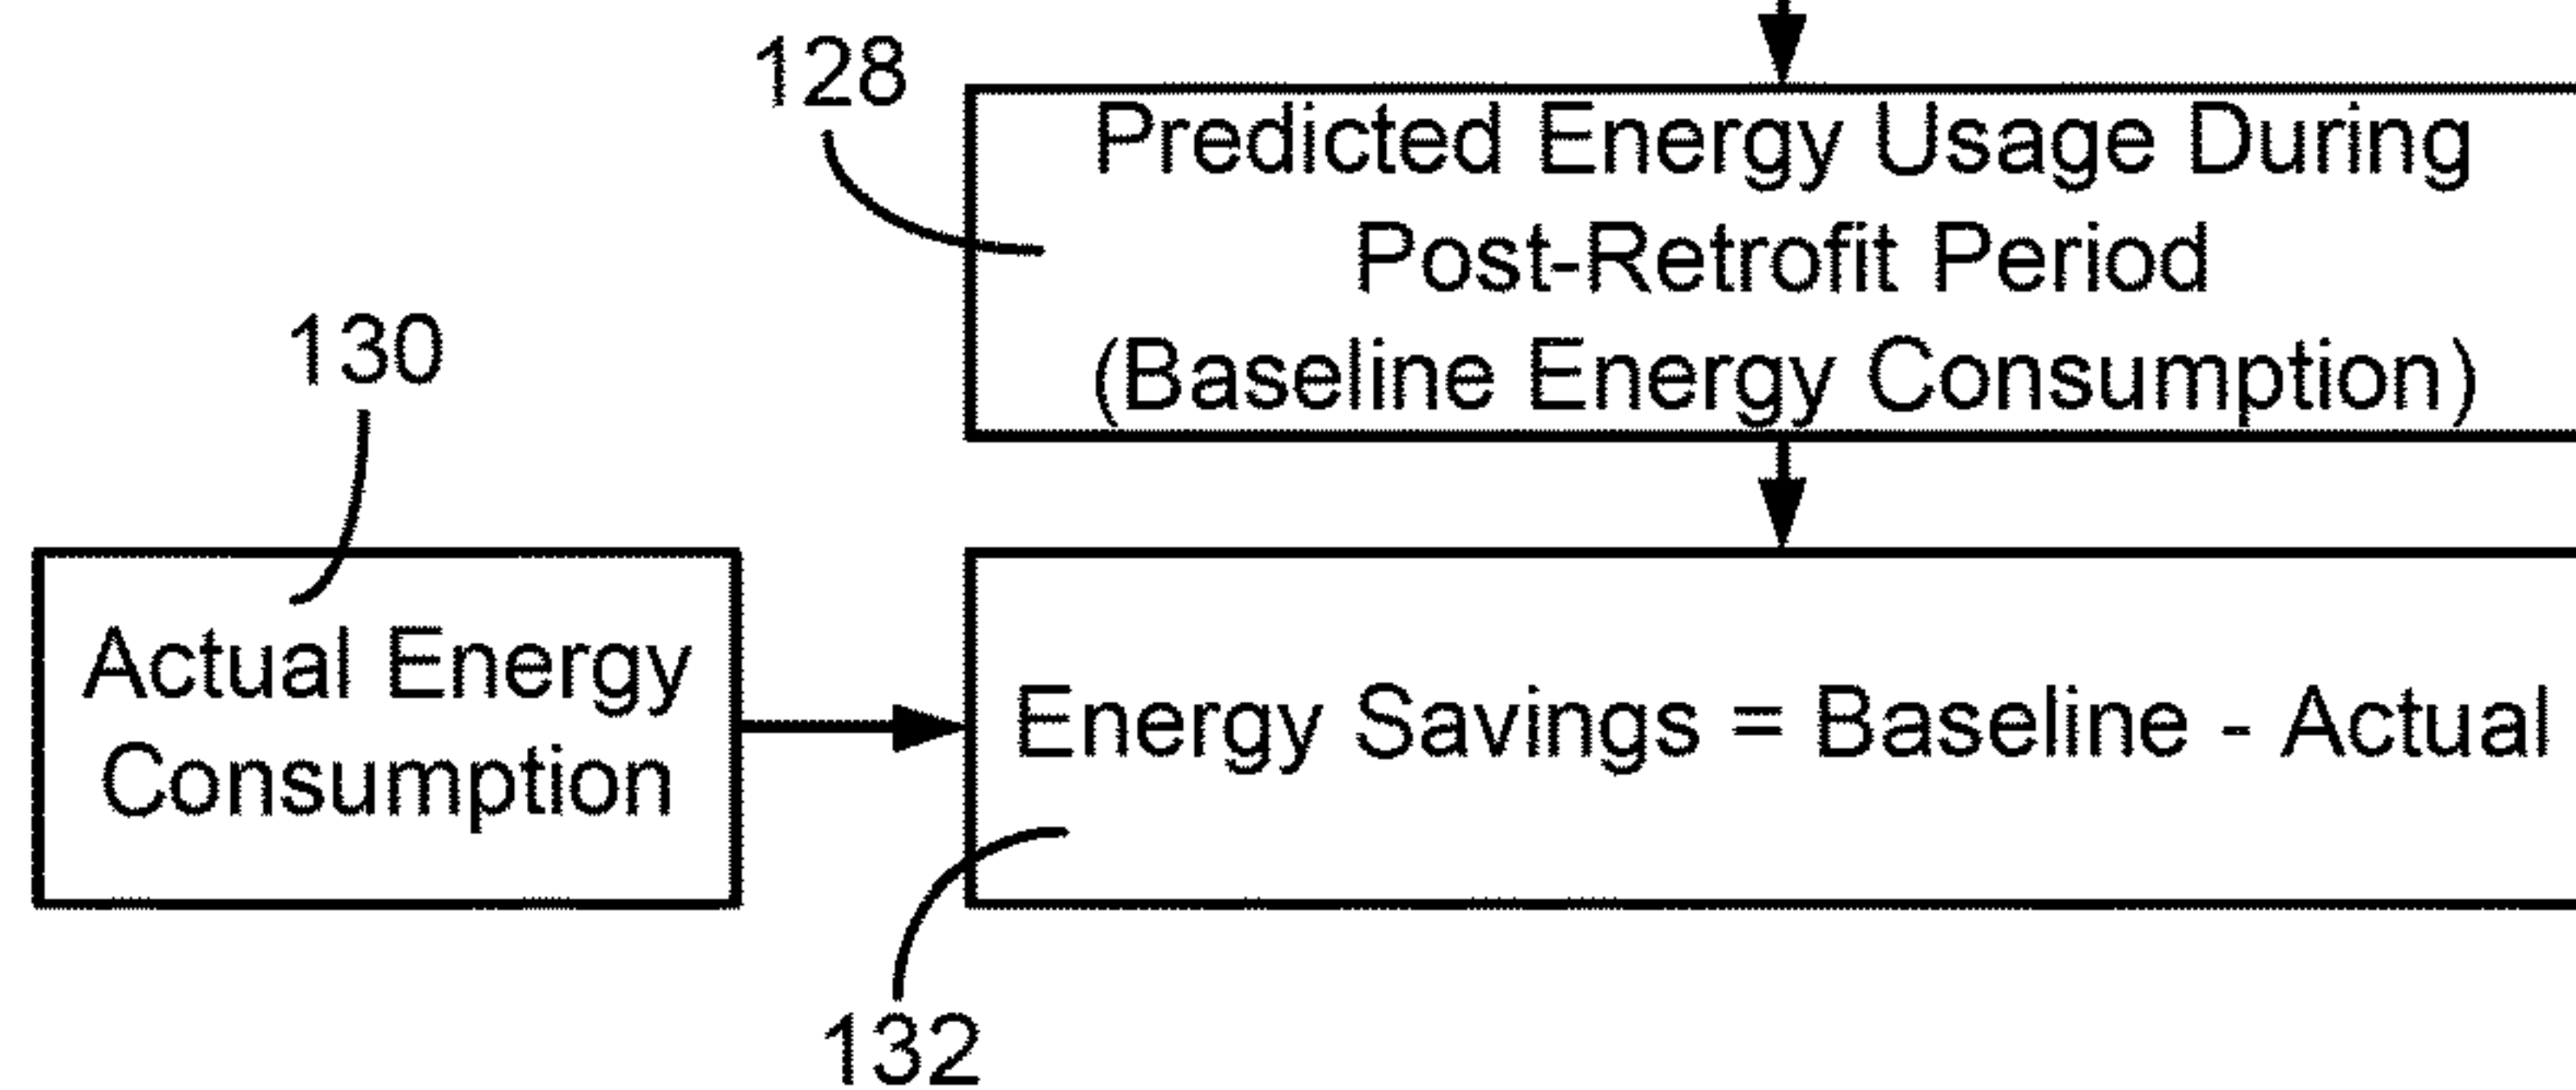 128
Predicted Energy Usage During
Post-Retrofit Period
(Baseline Energy Consumption)
130
Actual Energy
Consumption
Energy Savings = Baseline - Actual
132